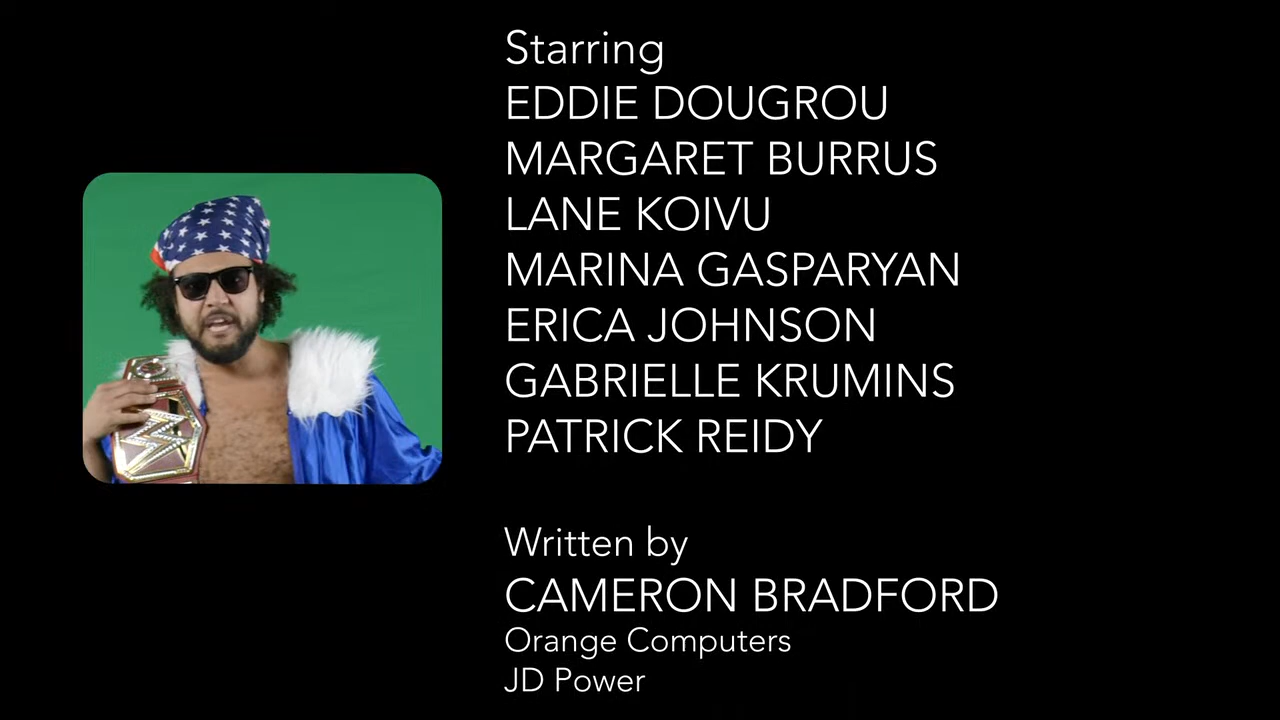 Starring
EDDIE DOUGROU
MARGARET BURRUS
LANE KOIVU
MARINA GASPARYAN
ERICA JOHNSON
GABRIELLE KRUMINS
PATRICK REIDY
Written by
CAMERON BRADFORD
Orange Computers
JD Power